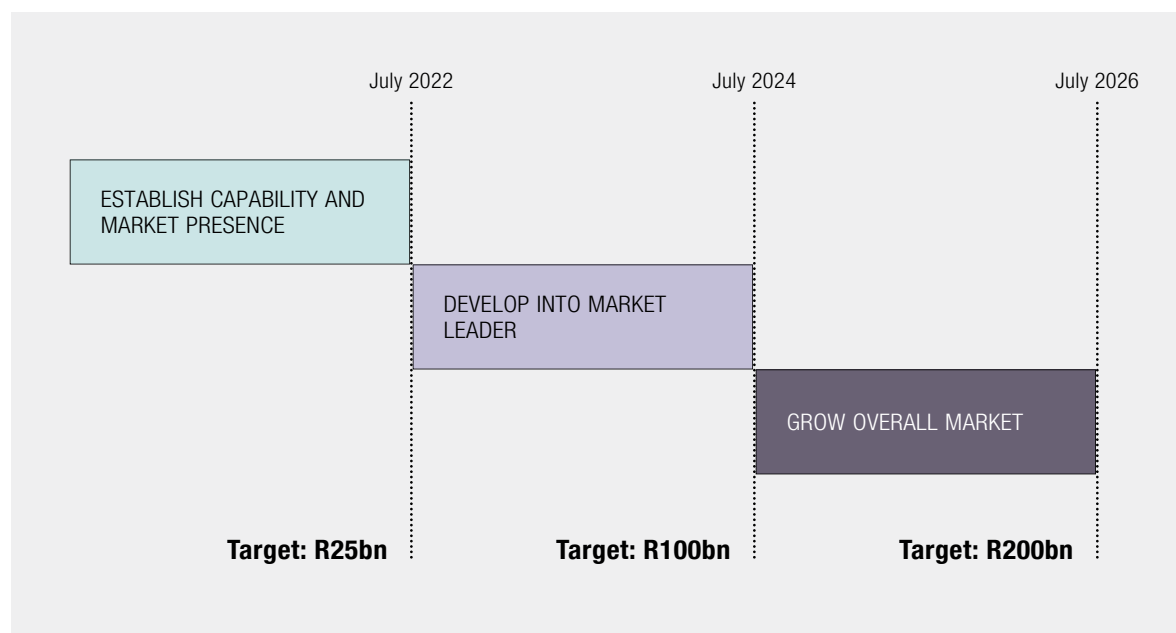 July 2022
July 2024
July 2026
ESTABLISH CAPABILITY AND
MARKET PRESENCE
DEVELOP INTO MARKET
LEADER
GROW OVERALL MARKET
Target: R25bn
Target: R100bn
Target: R200bn